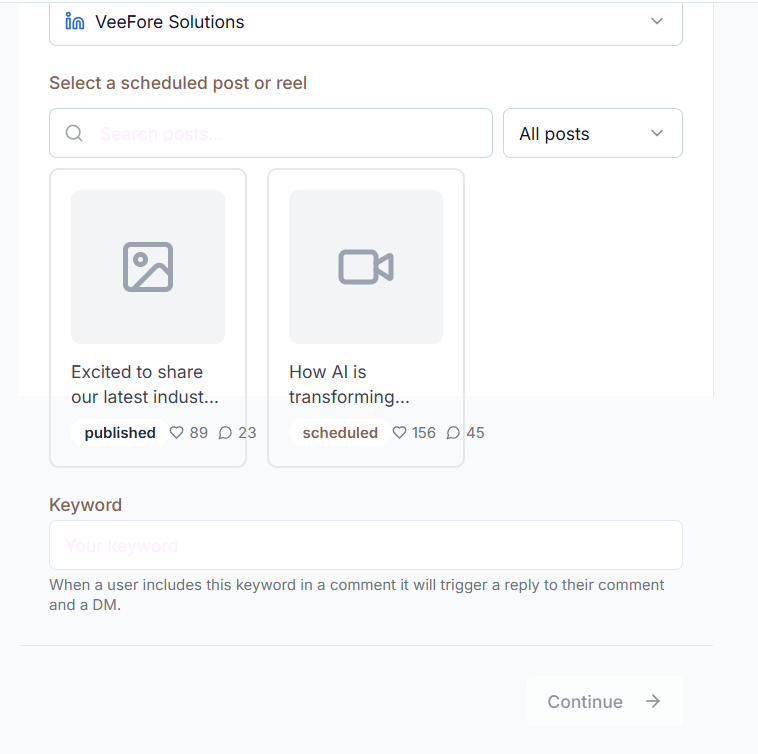 VeeFore Solutions
Select a scheduled post or reel
Search posts...
All posts
Excited to share
our latest indust...
published 89 23
How AI is
transforming...
scheduled 156 45
Keyword
Your keyword
When a user includes this keyword in a comment it will trigger a reply to their comment
and a DM.
Continue